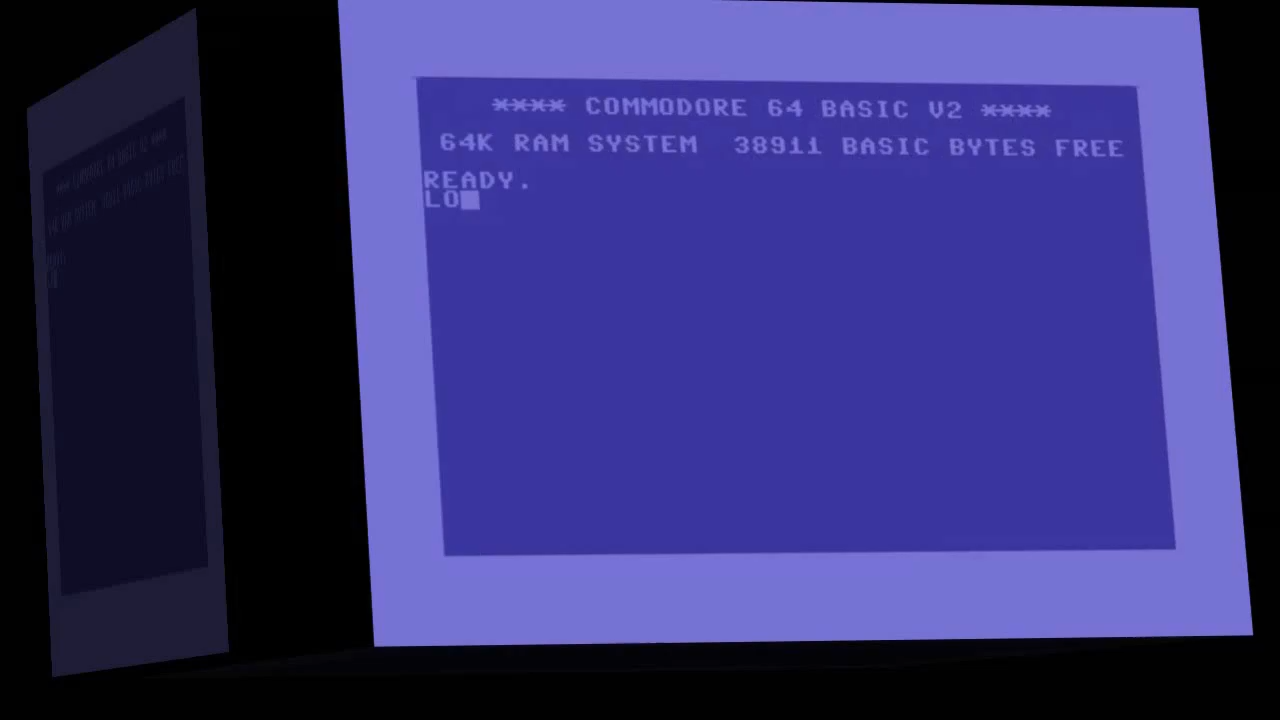 **** COMMODORE 64 BASIC V2 ****
64K RAM SYSTEM  38911 BASIC BYTES FREE
READY.
LO